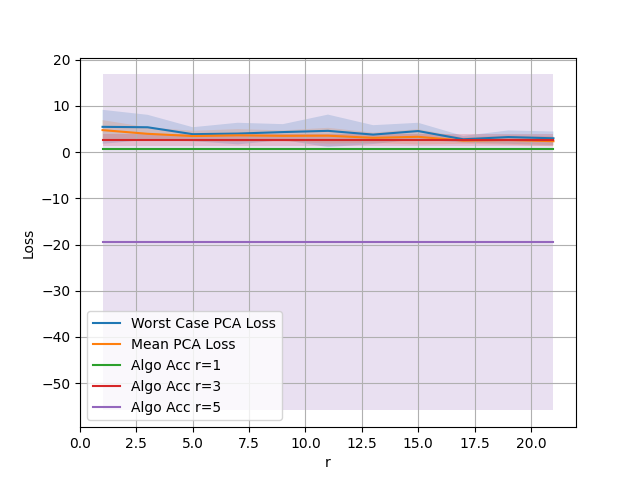 20
10
0
−10
−20
−30
−40
−50
Loss
Worst Case PCA Loss
Mean PCA Loss
Algo Acc r=1
Algo Acc r=3
Algo Acc r=5
0.0 2.5 5.0 7.5 10.0 12.5 15.0 17.5 20.0
r